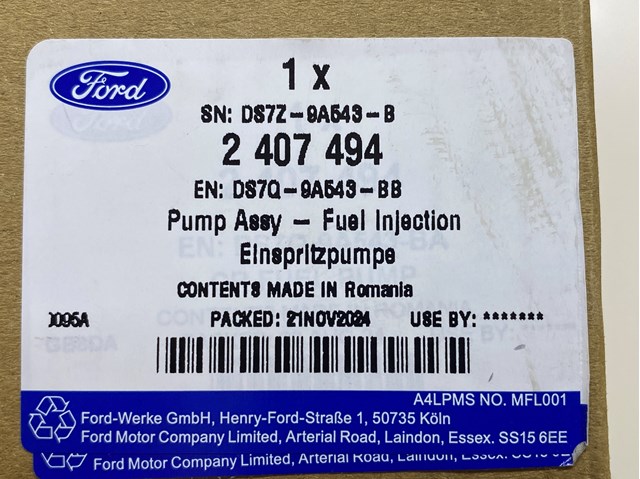 Ford
1 x
SN: DS7Z-9A543-B
2 407 494
EN: DS7Q-9A543-BB
Pump Assy - Fuel Injection
Einspritzpumpe
CONTENTS MADE IN Romania
PACKED: 21NOV2024 USE BY: *******
A4LPMS NO. MFL001
Ford-Werke GmbH, Henry-Ford-Straße 1, 50735 Köln
Ford Motor Company Limited, Arterial Road, Laindon, Essex. SS15 6EE
Ford Motor Company Limited, Arterial Road, Laindon, Essex.